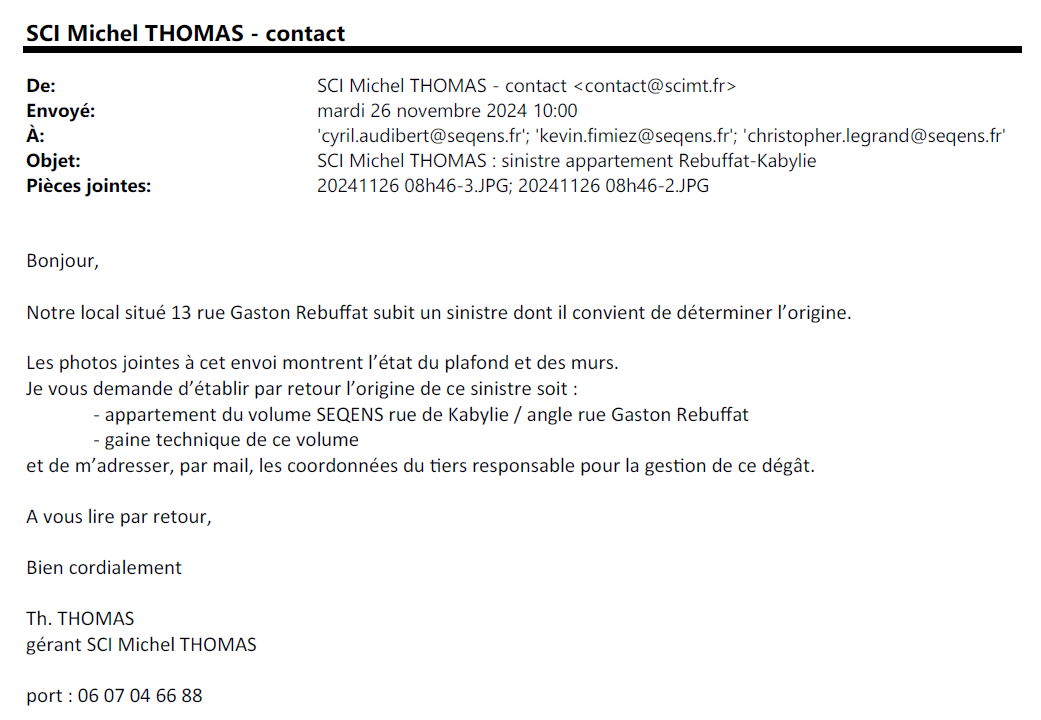 SCI Michel THOMAS - contact
De: SCI Michel THOMAS - contact <contact@scimt.fr>
Envoyé: mardi 26 novembre 2024 10:00
À: 'cyril.audibert@seqens.fr'; 'kevin.fimiez@seqens.fr'; 'christopher.legrand@seqens.fr'
Objet: SCI Michel THOMAS : sinistre appartement Rebuffat-Kabylie
Pièces jointes: 20241126 08h46-3.JPG; 20241126 08h46-2.JPG
Bonjour,
Notre local situé 13 rue Gaston Rebuffat subit un sinistre dont il convient de déterminer l’origine.
Les photos jointes à cet envoi montrent l’état du plafond et des murs.
Je vous demande d’établir par retour l’origine de ce sinistre soit :
- appartement du volume SEQENS rue de Kabylie / angle rue Gaston Rebuffat
- gaine technique de ce volume
et de m’adresser, par mail, les coordonnées du tiers responsable pour la gestion de ce dégât.
A vous lire par retour,
Bien cordialement
Th. THOMAS
gérant SCI Michel THOMAS
port : 06 07 04 66 88